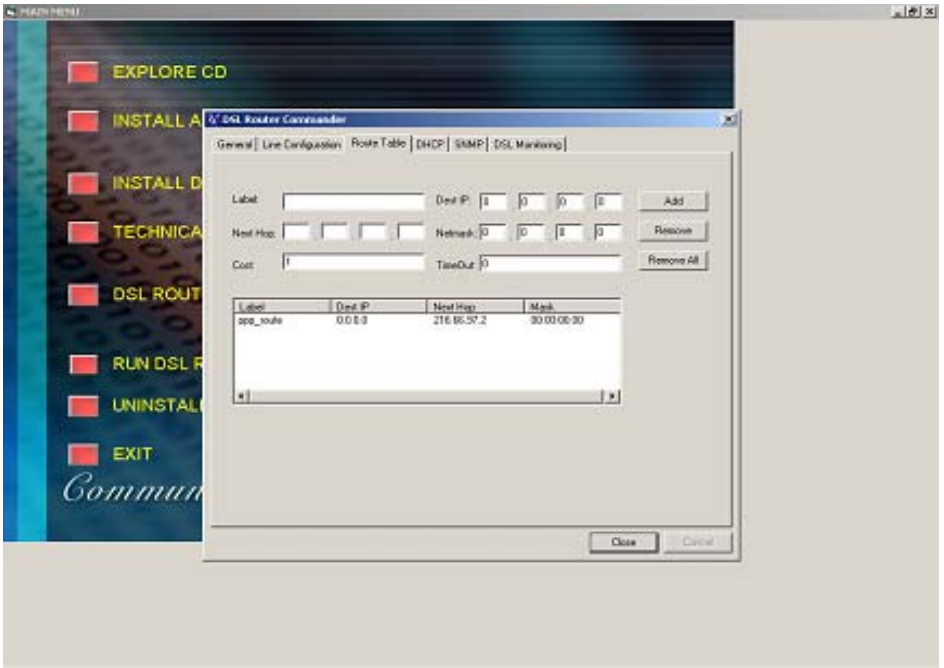 MAIN MENU
EXPLORE CD
INSTALL A
INSTALL D
TECHNICA
DSL ROUT
RUN DSL R
UNINSTAL
EXIT
Commun
DSL Router Commander
General Line Configuration Route Table DHCP SNMP DSL Monitoring
Label: Dest IP: 0 0 0 0 Add
Next Hop: Netmask: 0 0 0 0 Remove
Cost: 1 TimeOut: 0 Remove All
Label Dest IP Next Hop Mask
0.0.0.0 216.66.97.2 00:00:00:00
Close Cancel